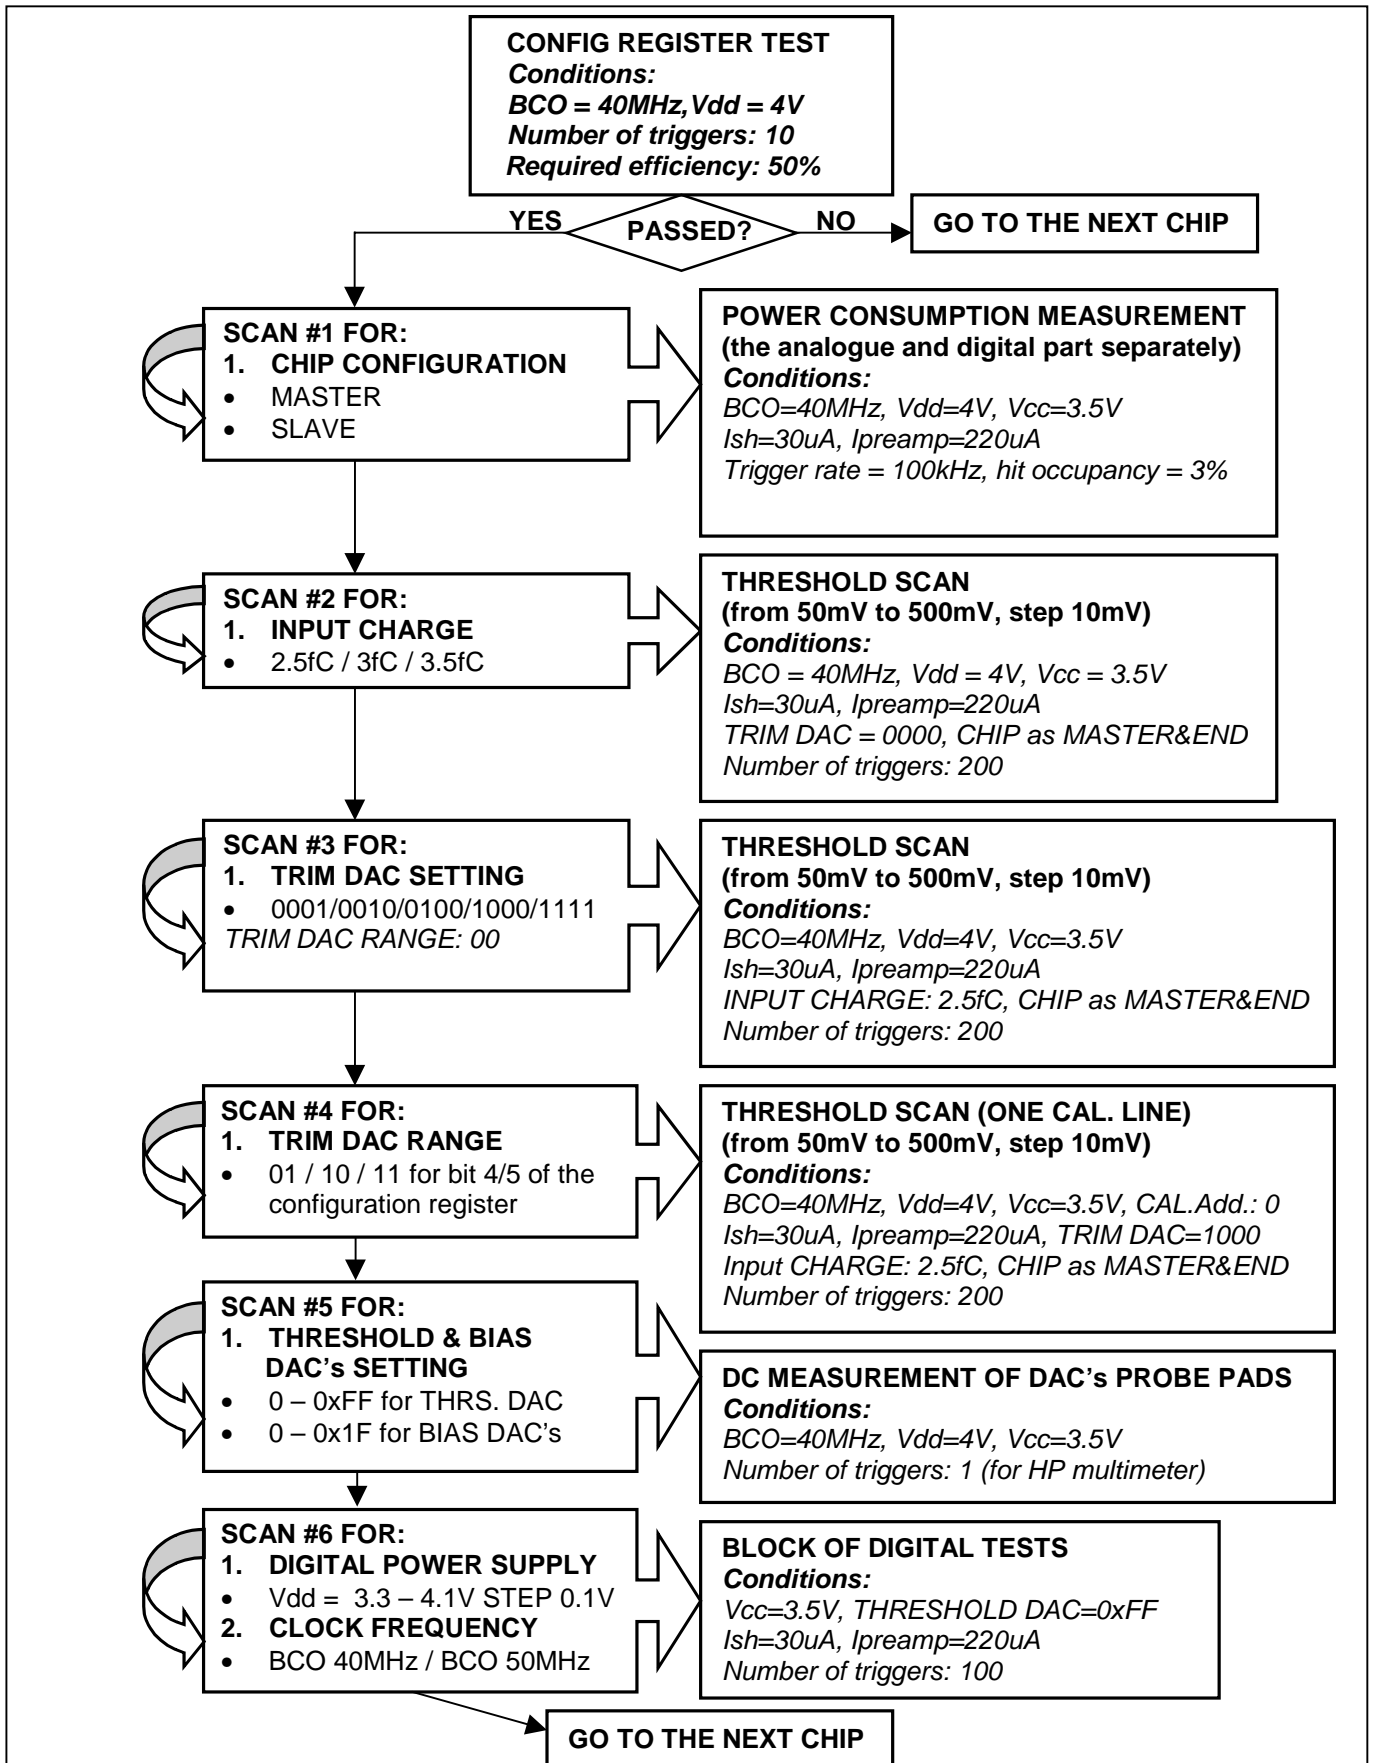 CONFIG REGISTER TEST
Conditions:
BCO = 40MHz,Vdd = 4V
Number of triggers: 10
Required efficiency: 50%
YES
PASSED?
NO
GO TO THE NEXT CHIP
SCAN #1 FOR:
1. CHIP CONFIGURATION
• MASTER
• SLAVE
POWER CONSUMPTION MEASUREMENT
(the analogue and digital part separately)
Conditions:
BCO=40MHz, Vdd=4V, Vcc=3.5V
Ish=30uA, Ipreamp=220uA
Trigger rate = 100kHz, hit occupancy = 3%
SCAN #2 FOR:
1. INPUT CHARGE
• 2.5fC / 3fC / 3.5fC
THRESHOLD SCAN
(from 50mV to 500mV, step 10mV)
Conditions:
BCO = 40MHz, Vdd = 4V, Vcc = 3.5V
Ish=30uA, Ipreamp=220uA
TRIM DAC = 0000, CHIP as MASTER&END
Number of triggers: 200
SCAN #3 FOR:
1. TRIM DAC SETTING
• 0001/0010/0100/1000/1111
TRIM DAC RANGE: 00
THRESHOLD SCAN
(from 50mV to 500mV, step 10mV)
Conditions:
BCO=40MHz, Vdd=4V, Vcc=3.5V
Ish=30uA, Ipreamp=220uA
INPUT CHARGE: 2.5fC, CHIP as MASTER&END
Number of triggers: 200
SCAN #4 FOR:
1. TRIM DAC RANGE
• 01 / 10 / 11 for bit 4/5 of the
configuration register
THRESHOLD SCAN (ONE CAL. LINE)
(from 50mV to 500mV, step 10mV)
Conditions:
BCO=40MHz, Vdd=4V, Vcc=3.5V, CAL.Add.: 0
Ish=30uA, Ipreamp=220uA, TRIM DAC=1000
Input CHARGE: 2.5fC, CHIP as MASTER&END
Number of triggers: 200
SCAN #5 FOR:
1. THRESHOLD & BIAS
DAC's SETTING
• 0 – 0xFF for THRS. DAC
• 0 – 0x1F for BIAS DAC's
DC MEASUREMENT OF DAC's PROBE PADS
Conditions:
BCO=40MHz, Vdd=4V, Vcc=3.5V
Number of triggers: 1 (for HP multimeter)
SCAN #6 FOR:
1. DIGITAL POWER SUPPLY
• Vdd = 3.3 – 4.1V STEP 0.1V
2. CLOCK FREQUENCY
• BCO 40MHz / BCO 50MHz
BLOCK OF DIGITAL TESTS
Conditions:
Vcc=3.5V, THRESHOLD DAC=0xFF
Ish=30uA, Ipreamp=220uA
Number of triggers: 100
GO TO THE NEXT CHIP